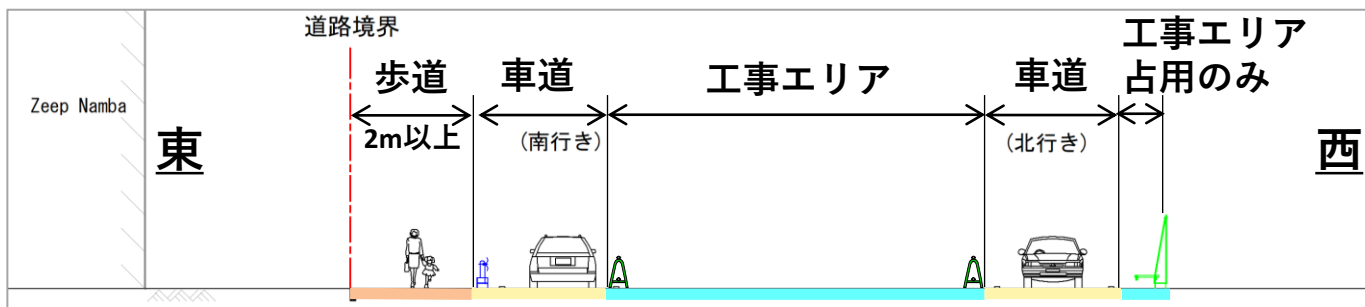 道路境界
Zeep Namba
東
歩道
2m以上
車道
(南行き)
工事エリア
車道
(北行き)
工事エリア
占用のみ
西